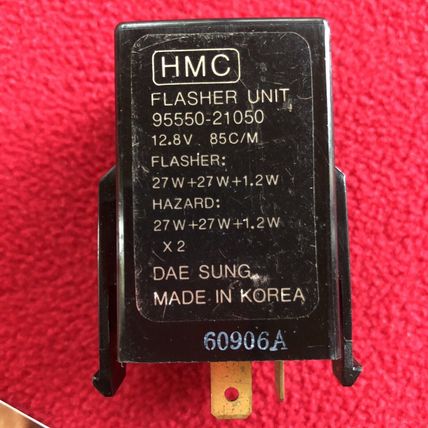 HMC
FLASHER UNIT
95550-21050
12.8V 85C/M
FLASHER:
27W+27W+1.2W
HAZARD:
27W+27W+1.2W
X 2
DAE SUNG
MADE IN KOREA
60906A